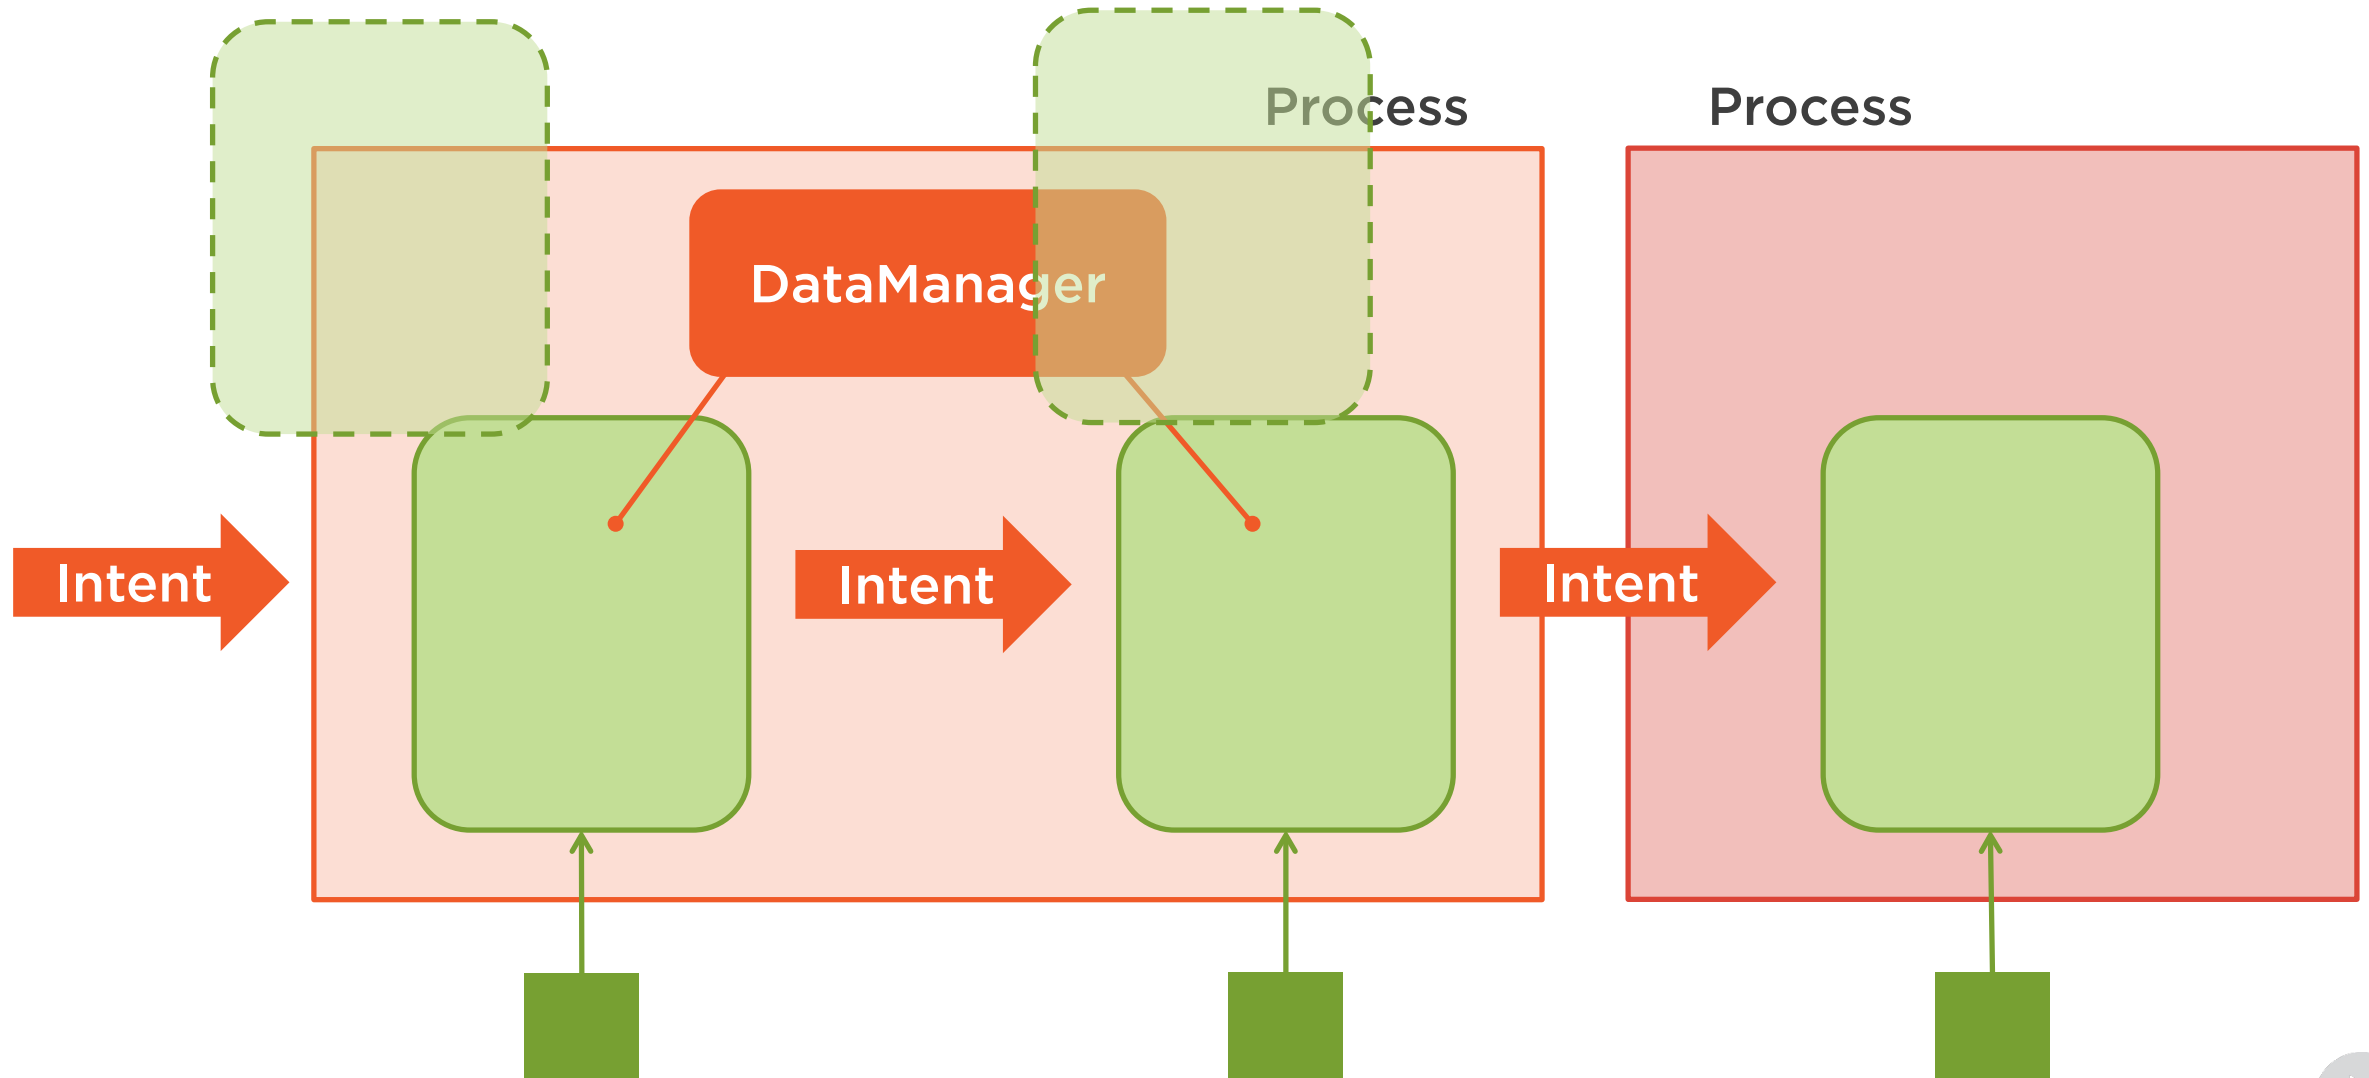 Process
Process
DataManager
Intent
Intent
Intent